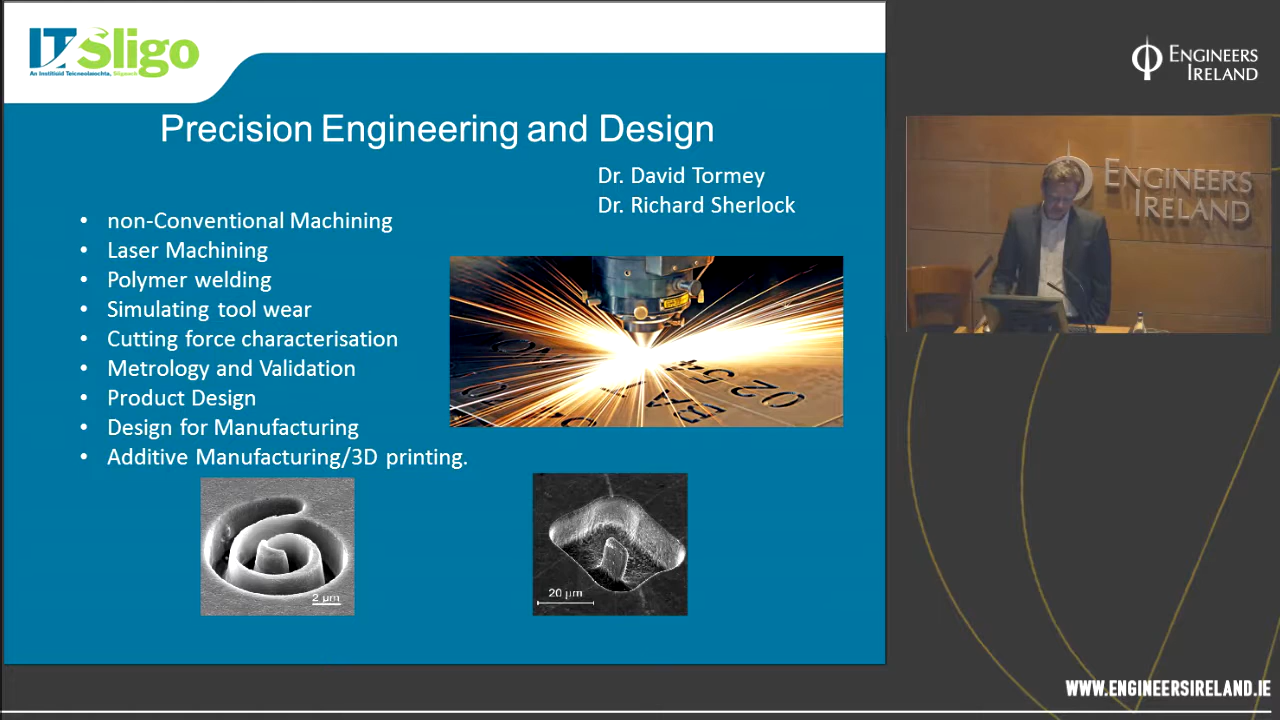 ITSligo
An Institiúid Teicneolaíochta, Sligeach
Precision Engineering and Design
Dr. David Tormey
Dr. Richard Sherlock
• non-Conventional Machining
• Laser Machining
• Polymer welding
• Simulating tool wear
• Cutting force characterisation
• Metrology and Validation
• Product Design
• Design for Manufacturing
• Additive Manufacturing/3D printing.
2 µm
20 µm
ENGINEERS
IRELAND
ENGINEERS
IRELAND
WWW.ENGINEERSIRELAND.IE